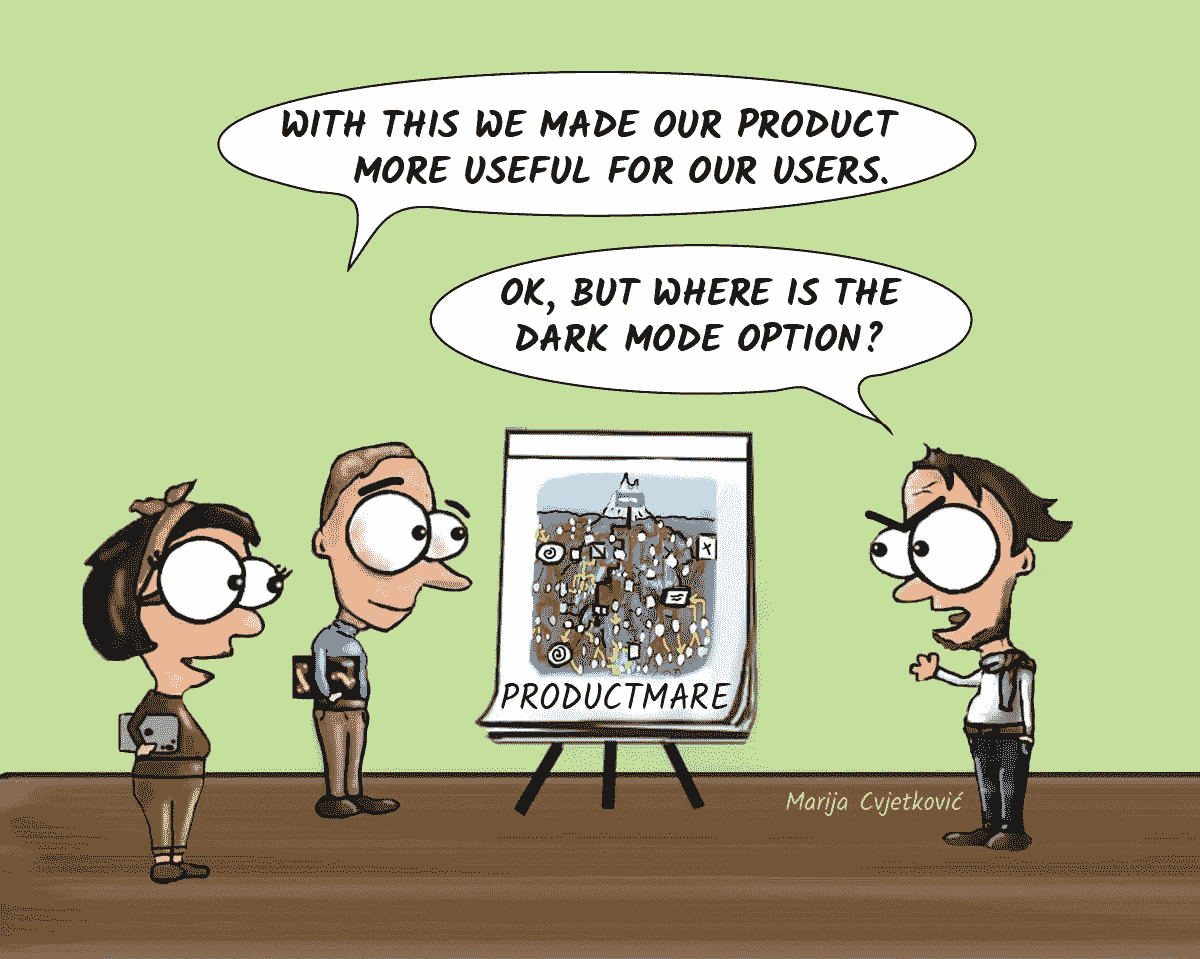 WITH THIS WE MADE OUR PRODUCT
MORE USEFUL FOR OUR USERS.
OK, BUT WHERE IS THE
DARK MODE OPTION?
PRODUCTMARE
Marija Cvjetković